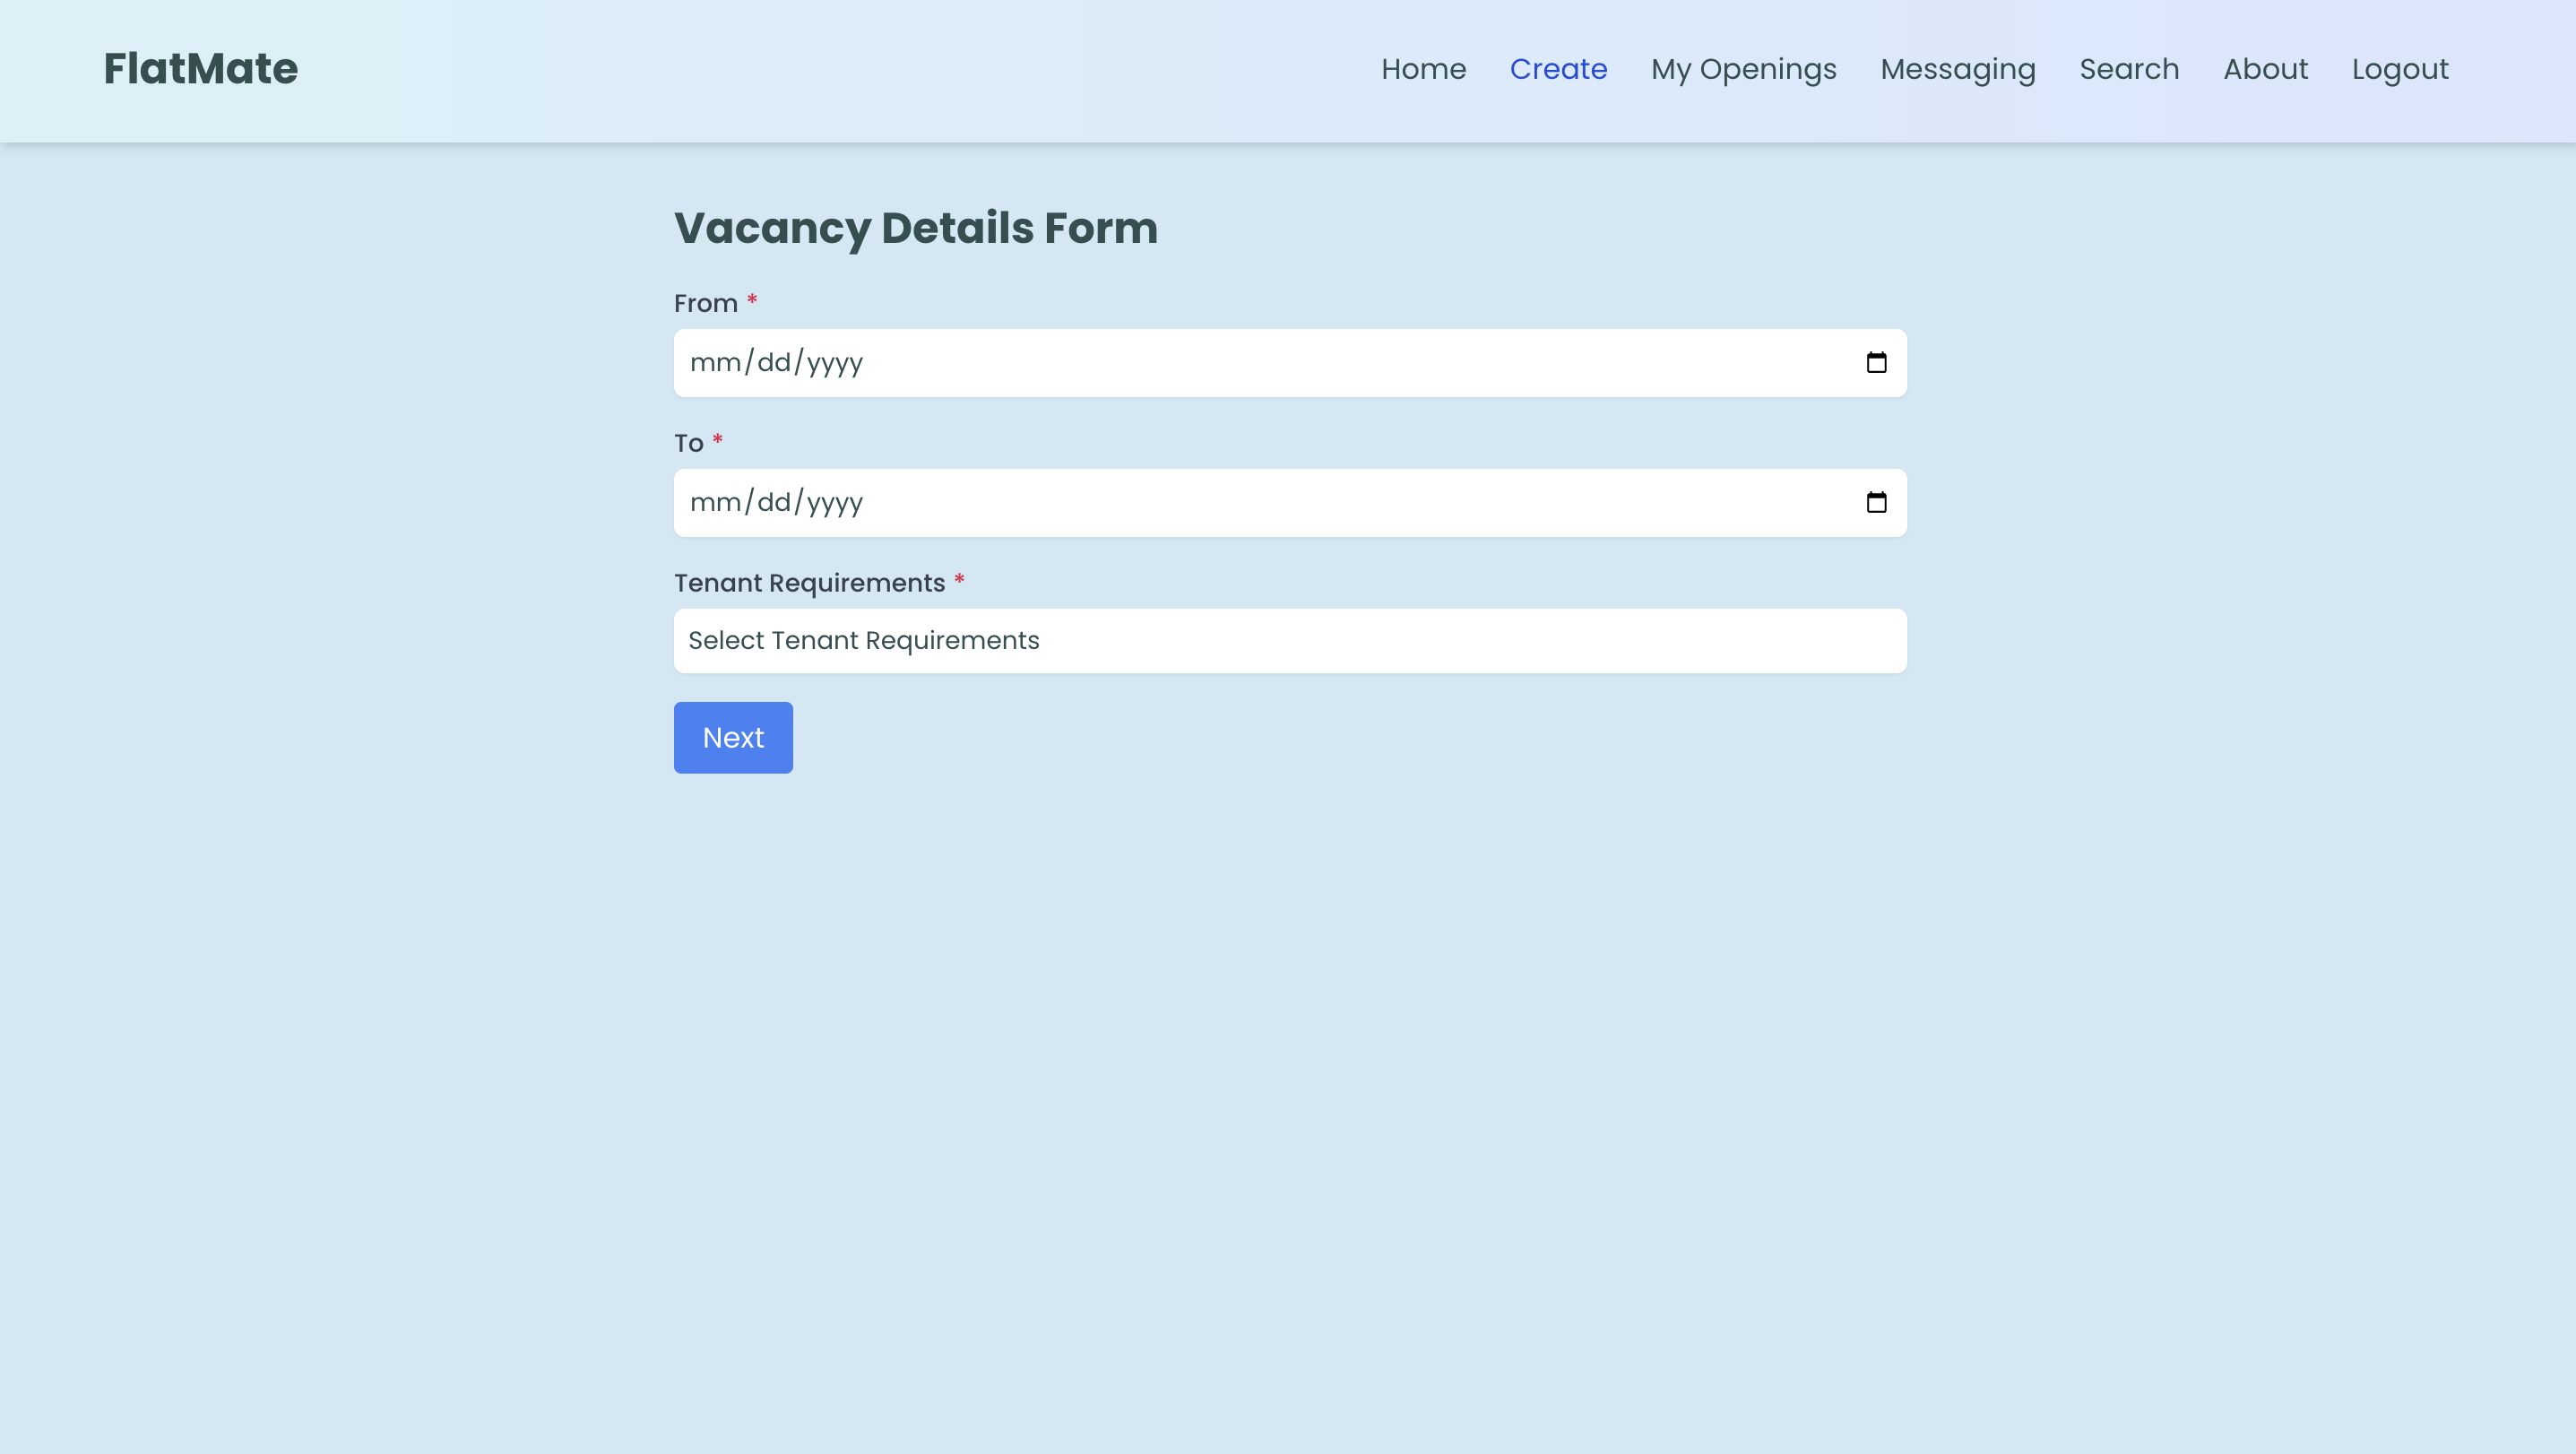 FlatMate
Home Create My Openings Messaging Search About Logout
Vacancy Details Form
From *
mm/dd/yyyy
To *
mm/dd/yyyy
Tenant Requirements *
Select Tenant Requirements
Next